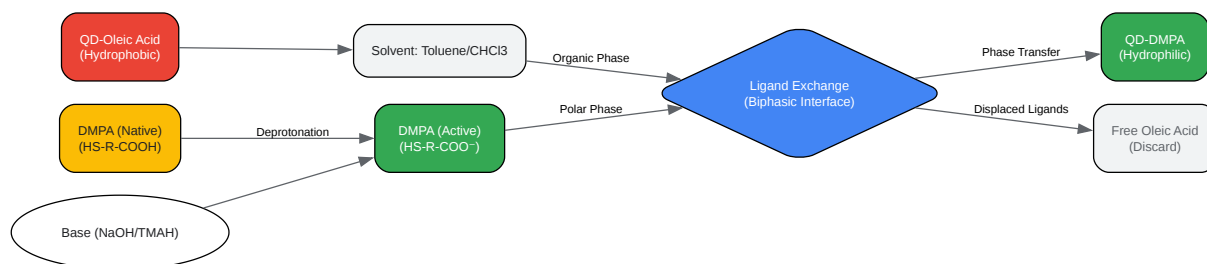 QD-Oleic Acid
(Hydrophobic)
Solvent: Toluene/CHCl3
Organic Phase
DMPA (Native)
(HS-R-COOH)
Deprotonation
DMPA (Active)
(HS-R-COO⁻)
Polar Phase
Base (NaOH/TMAH)
Ligand Exchange
(Biphasic Interface)
Phase Transfer
QD-DMPA
(Hydrophilic)
Displaced Ligands
Free Oleic Acid
(Discard)